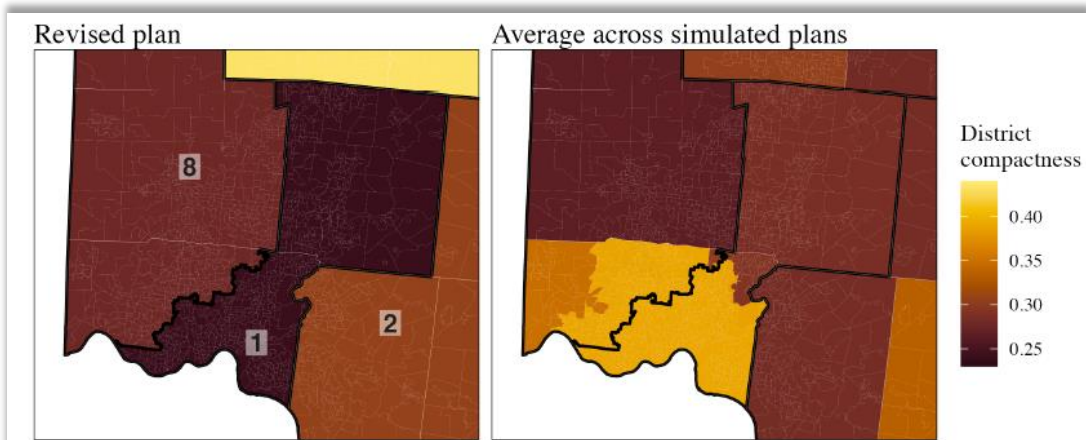 Revised plan
Average across simulated plans
8
1
2
District
compactness
0.40
0.35
0.30
0.25